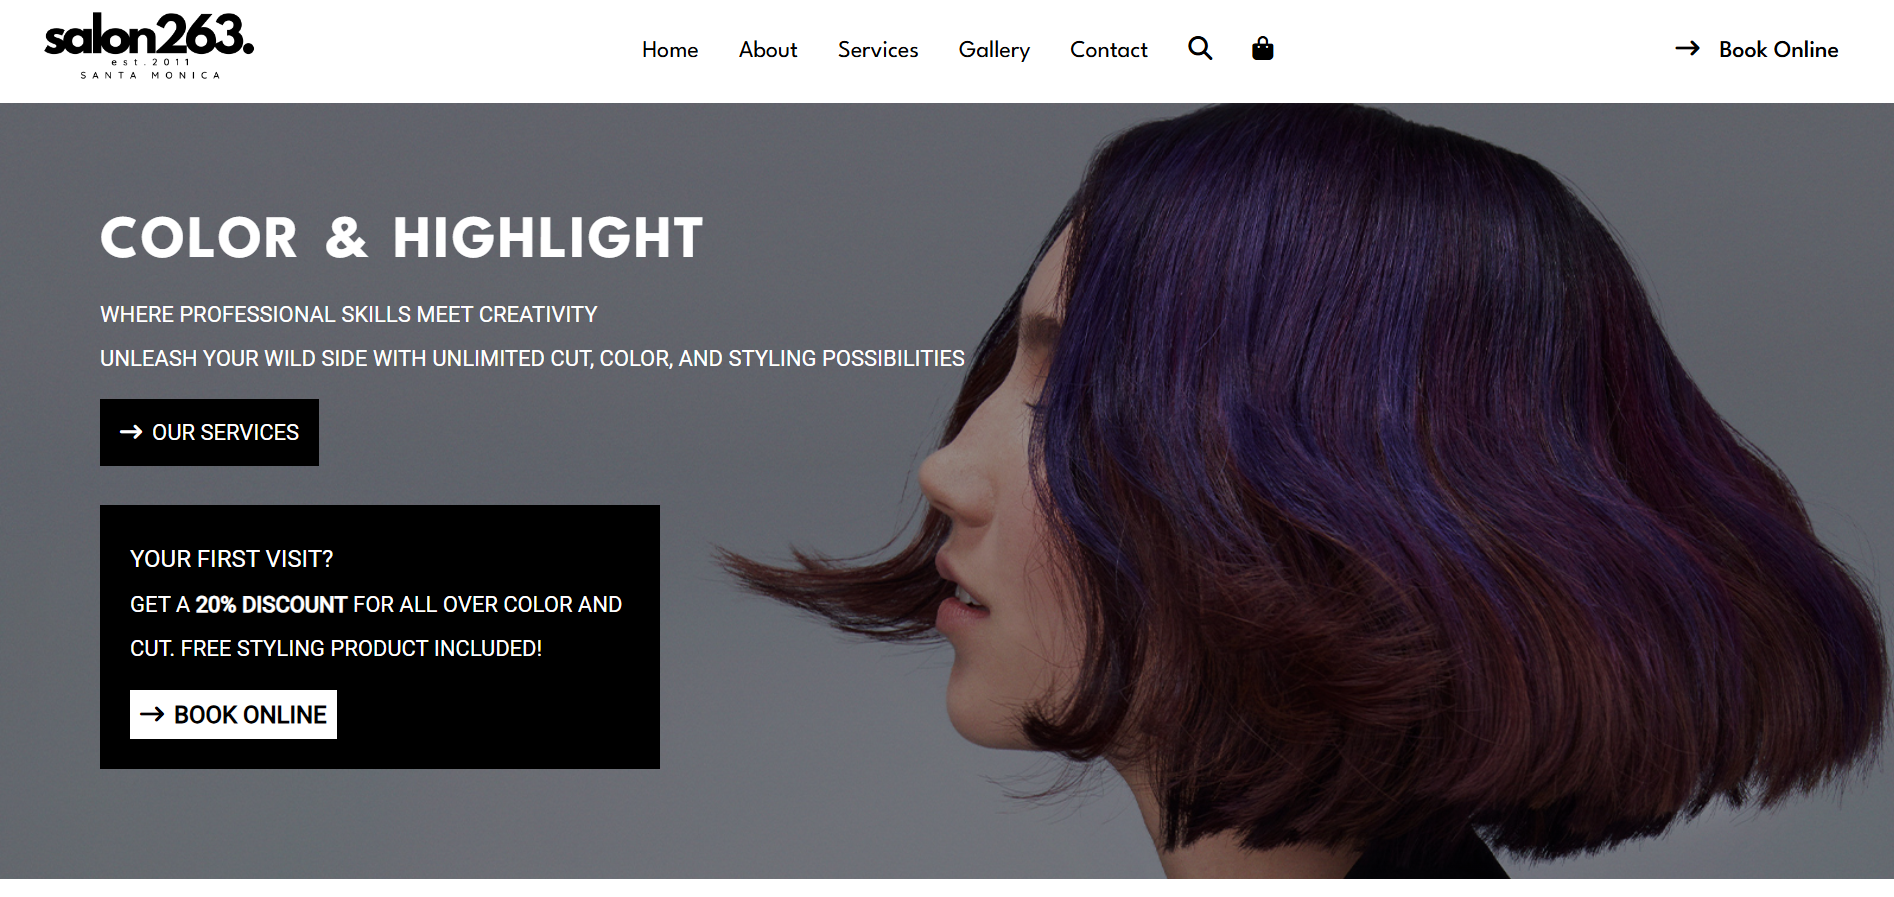 salon263.
est.2011
SANTA MONICA
Home About Services Gallery Contact
Book Online
COLOR & HIGHLIGHT
WHERE PROFESSIONAL SKILLS MEET CREATIVITY
UNLEASH YOUR WILD SIDE WITH UNLIMITED CUT, COLOR, AND STYLING POSSIBILITIES
OUR SERVICES
YOUR FIRST VISIT?
GET A 20% DISCOUNT FOR ALL OVER COLOR AND
CUT. FREE STYLING PRODUCT INCLUDED!
BOOK ONLINE